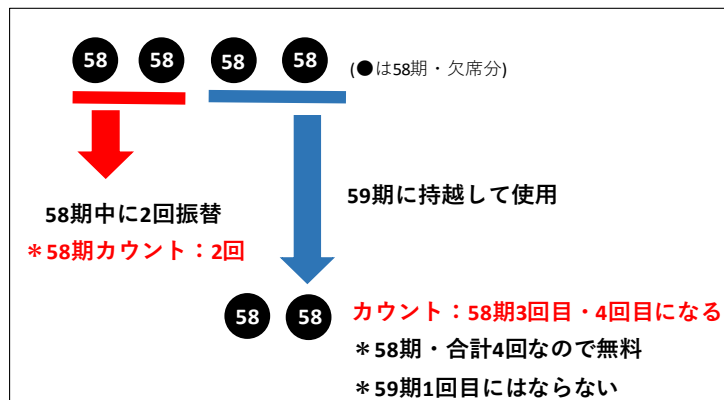 58 58 58 58 (●は58期・欠席分)
58期中に2回振替
＊58期カウント：2回
59期に持越して使用
58 58
カウント：58期3回目・4回目になる
＊58期・合計4回なので無料
＊59期1回目にはならない